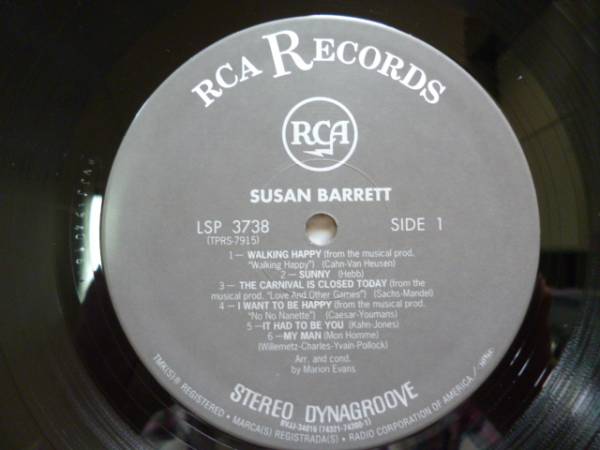 RCA RECORDS
RCA
SUSAN BARRETT
LSP 3738 SIDE 1
(TPRS-7915)
1—WALKING HAPPY (from the musical prod.
"Walking Happy") (Cahn-Van Heusen)
2—SUNNY (Hebb)
3—THE CARNIVAL IS CLOSED TODAY (from the
musical prod. "Love And Other Games") (Sachs-Mandel)
4—I WANT TO BE HAPPY (from the musical prod.
"No No Nanette") (Caesar-Youmans)
5—IT HAD TO BE YOU (Kahn-Jones)
6—MY MAN (Mon Homme)
(Willemetz-Charles-Yvain-Pollock)
Arr. and cond.
by Marion Evans
STEREO DYNAGROOVE
TMK(S)® REGISTERED • MARCA(S) REGISTRADA(S) • RADIO CORPORATION OF AMERICA